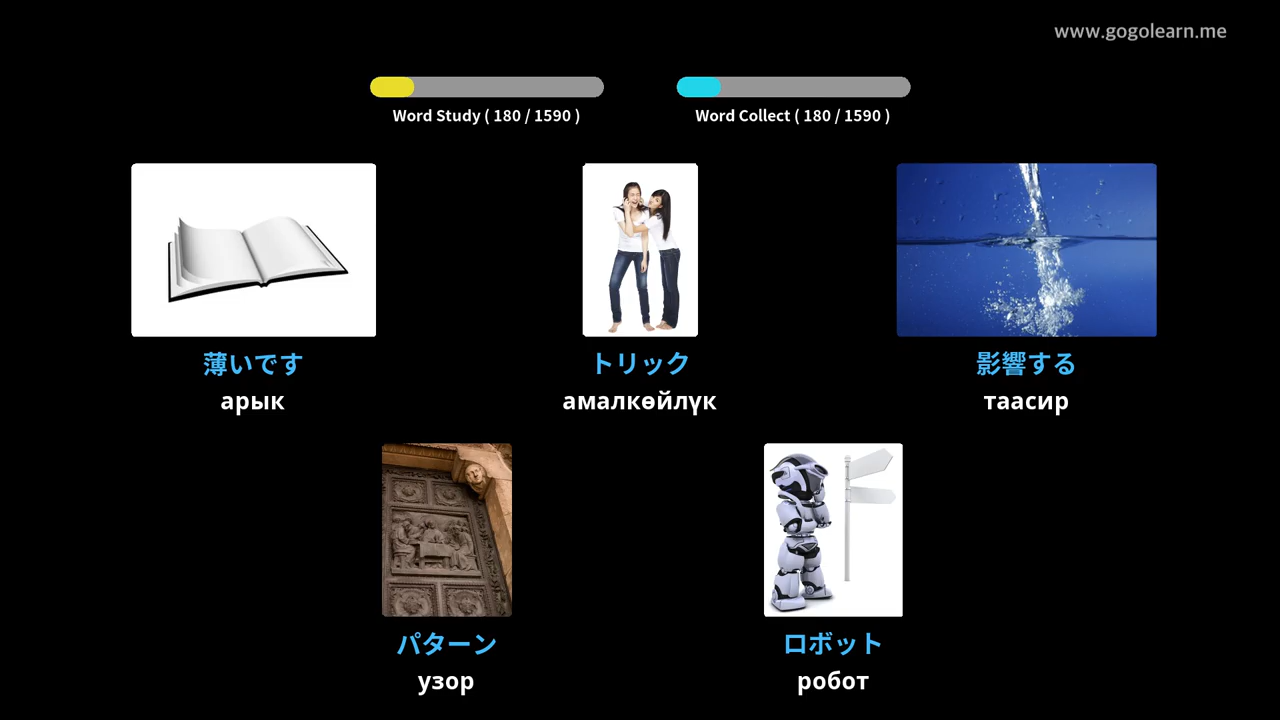 www.gogolearn.me
Word Study ( 180 / 1590 )
Word Collect ( 180 / 1590 )
薄いです
арык
トリック
амалкөйлүк
影響する
таасир
パターン
узор
ロボット
робот